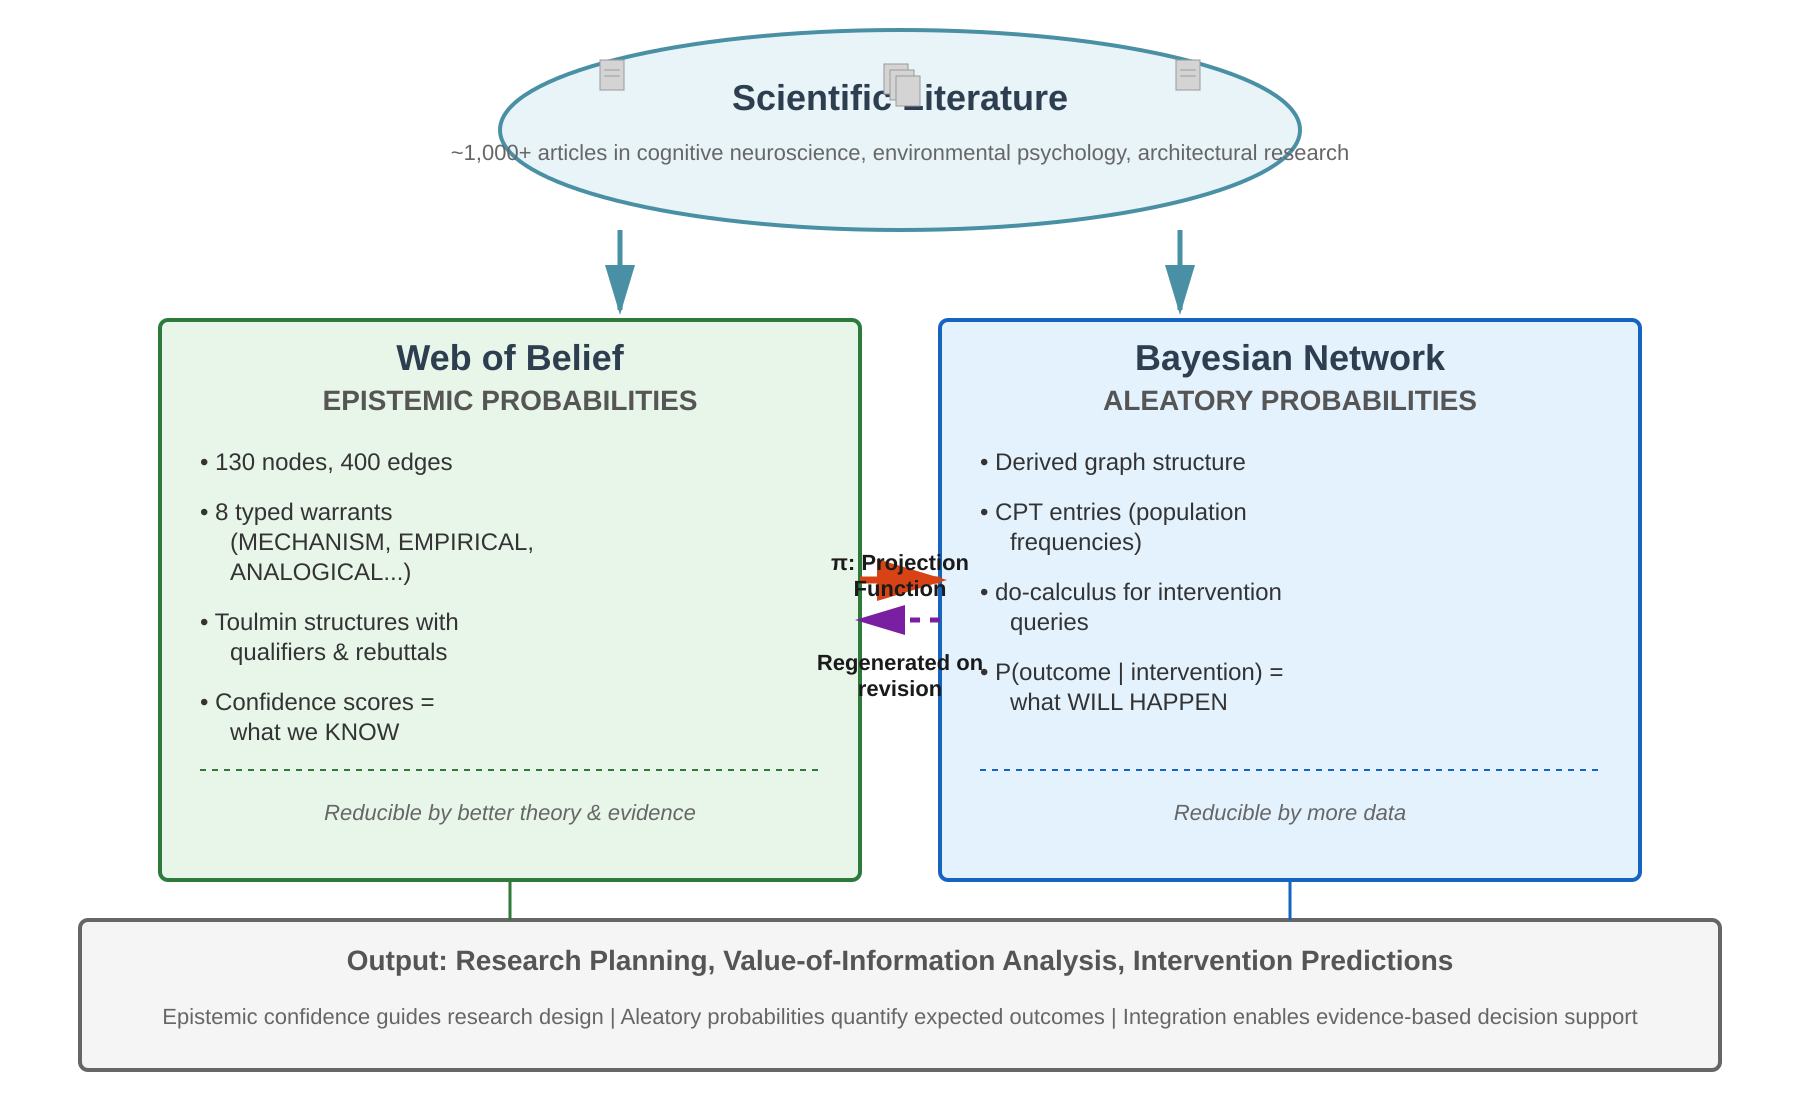 Scientific Literature
~1,000+ articles in cognitive neuroscience, environmental psychology, architectural research
Web of Belief
EPISTEMIC PROBABILITIES
• 130 nodes, 400 edges
• 8 typed warrants
(MECHANISM, EMPIRICAL,
ANALOGICAL...)
• Toulmin structures with
qualifiers & rebuttals
• Confidence scores =
what we KNOW
Reducible by better theory & evidence
π: Projection
Function
Regenerated on
revision
Bayesian Network
ALEATORY PROBABILITIES
• Derived graph structure
• CPT entries (population
frequencies)
• do-calculus for intervention
queries
• P(outcome | intervention) =
what WILL HAPPEN
Reducible by more data
Output: Research Planning, Value-of-Information Analysis, Intervention Predictions
Epistemic confidence guides research design | Aleatory probabilities quantify expected outcomes | Integration enables evidence-based decision support